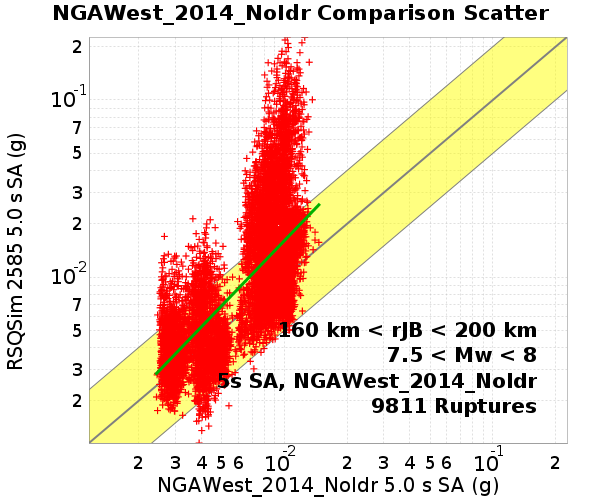 NGAWest_2014_NoIdr Comparison Scatter
RSQSim 2585 5.0 s SA (g)
2
10-1
7
5
3
2
10-2
7
5
3
2
160 km < rJB < 200 km
7.5 < Mw < 8
5s SA, NGAWest_2014_NoIdr
9811 Ruptures
2 3 4 5 6 10-2 2 3 4 5 6 10-1 2
NGAWest_2014_NoIdr 5.0 s SA (g)